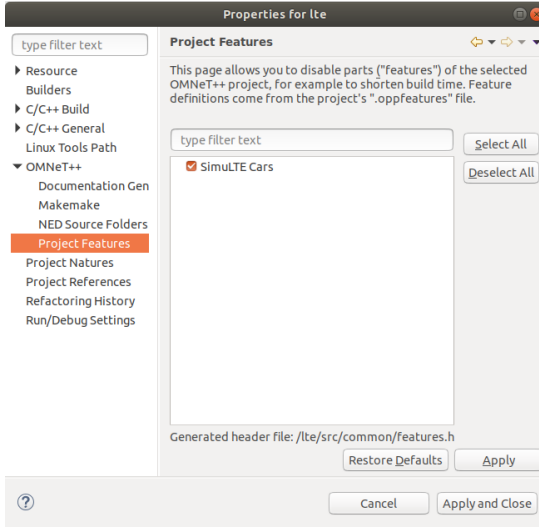 Properties for lte
type filter text
Resource
Builders
C/C++ Build
C/C++ General
Linux Tools Path
OMNeT++
Documentation Gen
Makemake
NED Source Folders
Project Features
Project Natures
Project References
Refactoring History
Run/Debug Settings
Project Features
This page allows you to disable parts ("features") of the selected
OMNeT++ project, for example to shorten build time. Feature
definitions come from the project's ".oppfeatures" file.
type filter text
SimuLTE Cars
Select All
Deselect All
Generated header file: /lte/src/common/features.h
Restore Defaults
Apply
Cancel
Apply and Close